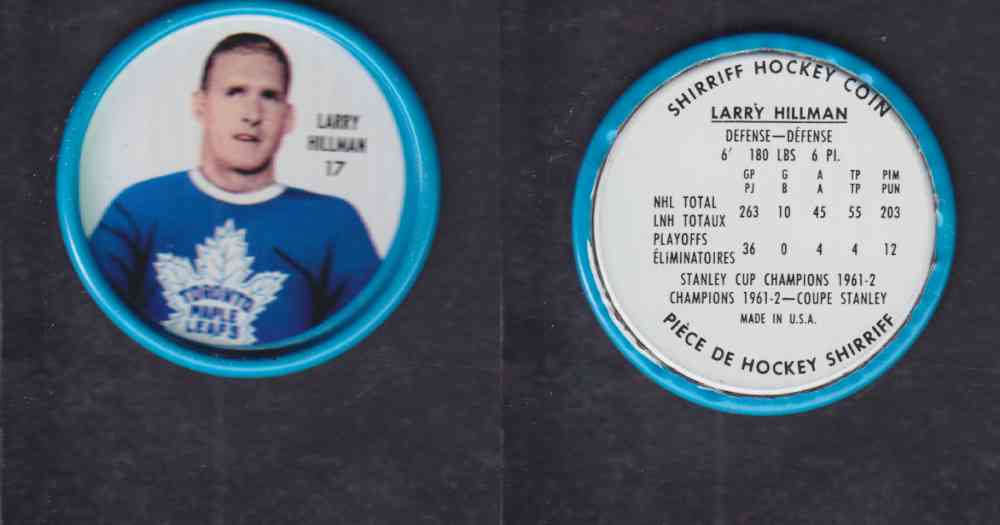 LARRY
HILLMAN
17
TORONTO
MAPLE
LEAFS
SHIRRIFF HOCKEY COIN
LARRY HILLMAN
DEFENSE—DÉFENSE
6' 180 LBS 6 PI.
GP G A TP PIM
PJ B A TP PUN
NHL TOTAL
LNH TOTAUX 263 10 45 55 203
PLAYOFFS
ÉLIMINATOIRES 36 0 4 4 12
STANLEY CUP CHAMPIONS 1961-2
CHAMPIONS 1961-2—COUPE STANLEY
MADE IN U.S.A.
PIÈCE DE HOCKEY SHIRRIFF